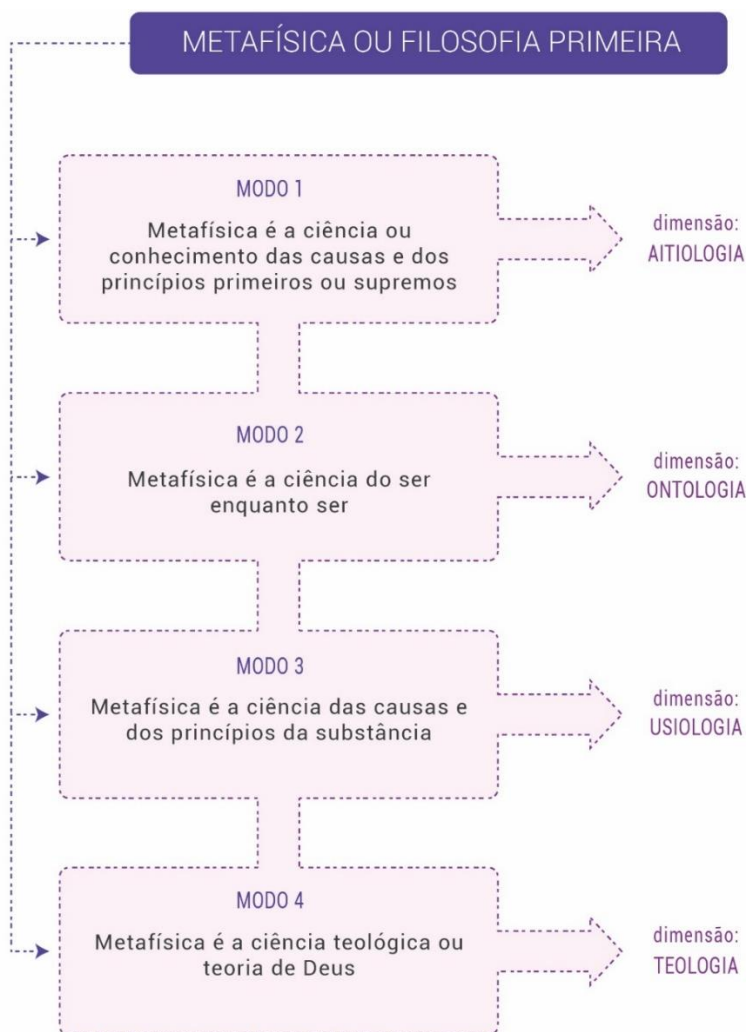 METAFÍSICA OU FILOSOFIA PRIMEIRA
MODO 1
Metafísica é a ciência ou
conhecimento das causas e dos
princípios primeiros ou supremos
dimensão:
AITIOLOGIA
MODO 2
Metafísica é a ciência do ser
enquanto ser
dimensão:
ONTOLOGIA
MODO 3
Metafísica é a ciência das causas e
dos princípios da substância
dimensão:
USIOLOGIA
MODO 4
Metafísica é a ciência teológica ou
teoria de Deus
dimensão:
TEOLOGIA